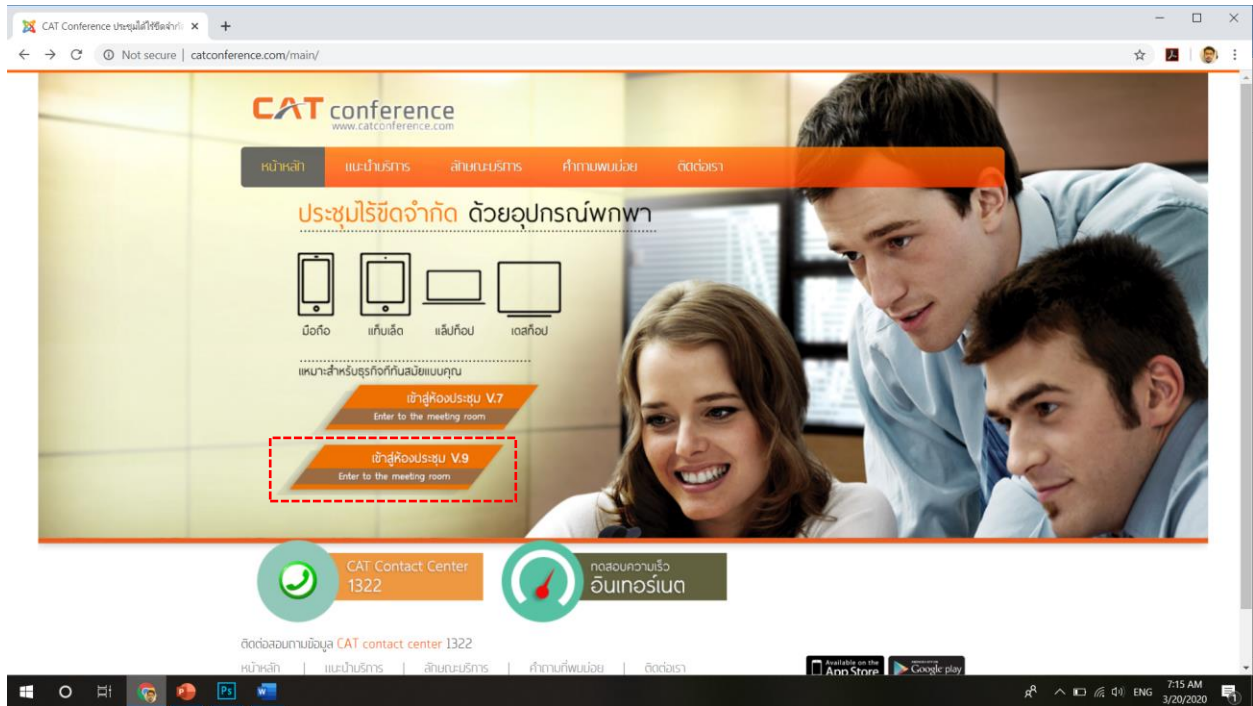 CAT Conference ประชุมได้ไร้ขีดจำกั
Not secure | catconference.com/main/
CAT conference
www.catconference.com
หน้าหลัก แนะนำบริการ ลักษณะบริการ คำถามพบบ่อย ติดต่อเรา
ประชุมไร้ขีดจำกัด ด้วยอุปกรณ์พกพา
มือถือ แท็บเล็ต แล็ปท็อป เดสก์ท็อป
เหมาะสำหรับธุรกิจที่ทันสมัยแบบคุณ
เข้าสู่ห้องประชุม V.7
Enter to the meeting room
เข้าสู่ห้องประชุม V.9
Enter to the meeting room
CAT Contact Center
1322
ทดสอบความเร็ว
อินเทอร์เนต
ติดต่อสอบถามข้อมูล CAT contact center 1322
หน้าหลัก | แนะนำบริการ | ลักษณะบริการ | คำถามที่พบบ่อย | ติดต่อเรา
Available on the
App Store
Google play
Ps
ENG
7:15 AM
3/20/2020